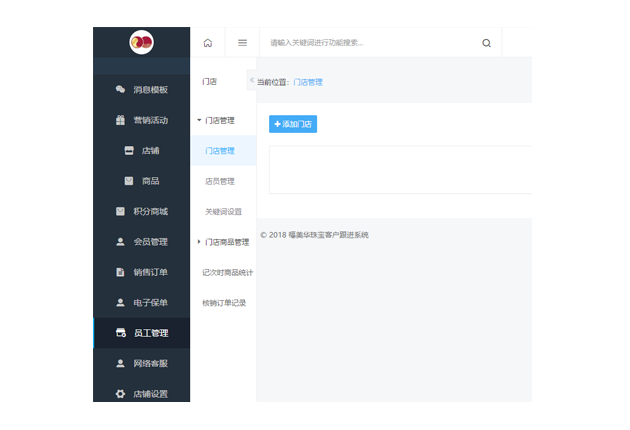 请输入关键词进行功能搜索...
消息模板
营销活动
店铺
商品
积分商城
会员管理
销售订单
电子保单
员工管理
网络客服
店铺设置
门店
门店管理
门店管理
店员管理
关键词设置
门店商品管理
记次时商品统计
核销订单记录
当前位置：门店管理
添加门店
© 2018 福美华珠宝客户跟进系统